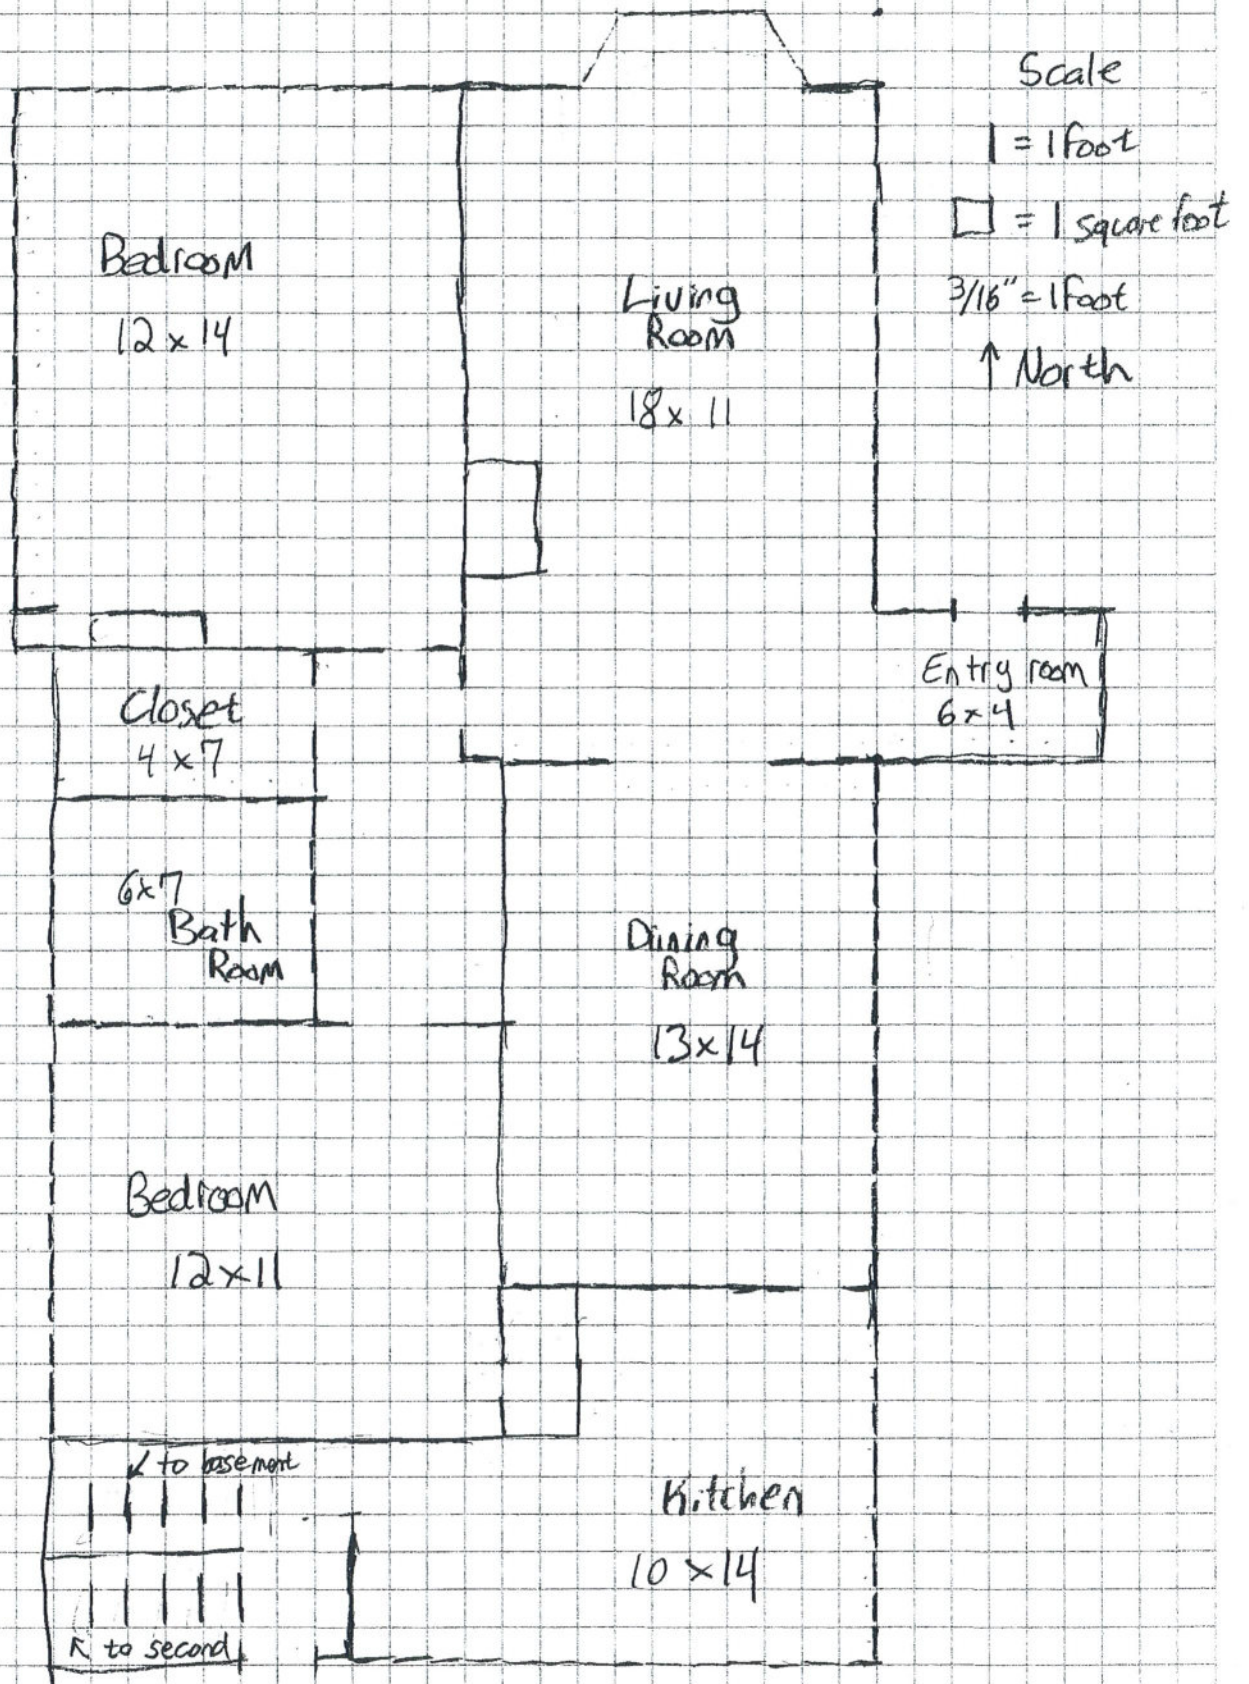 Scale
| = 1 foot
□ = 1 square foot
3/16" = 1 foot
↑ North
Bedroom
12 x 14
Living
Room
18 x 11
Entry room
6 x 4
Closet
4 x 7
6x7
Bath
Room
Dining
Room
13x14
Bedroom
12x11
↙ to basement
Kitchen
10 x14
↖ to second